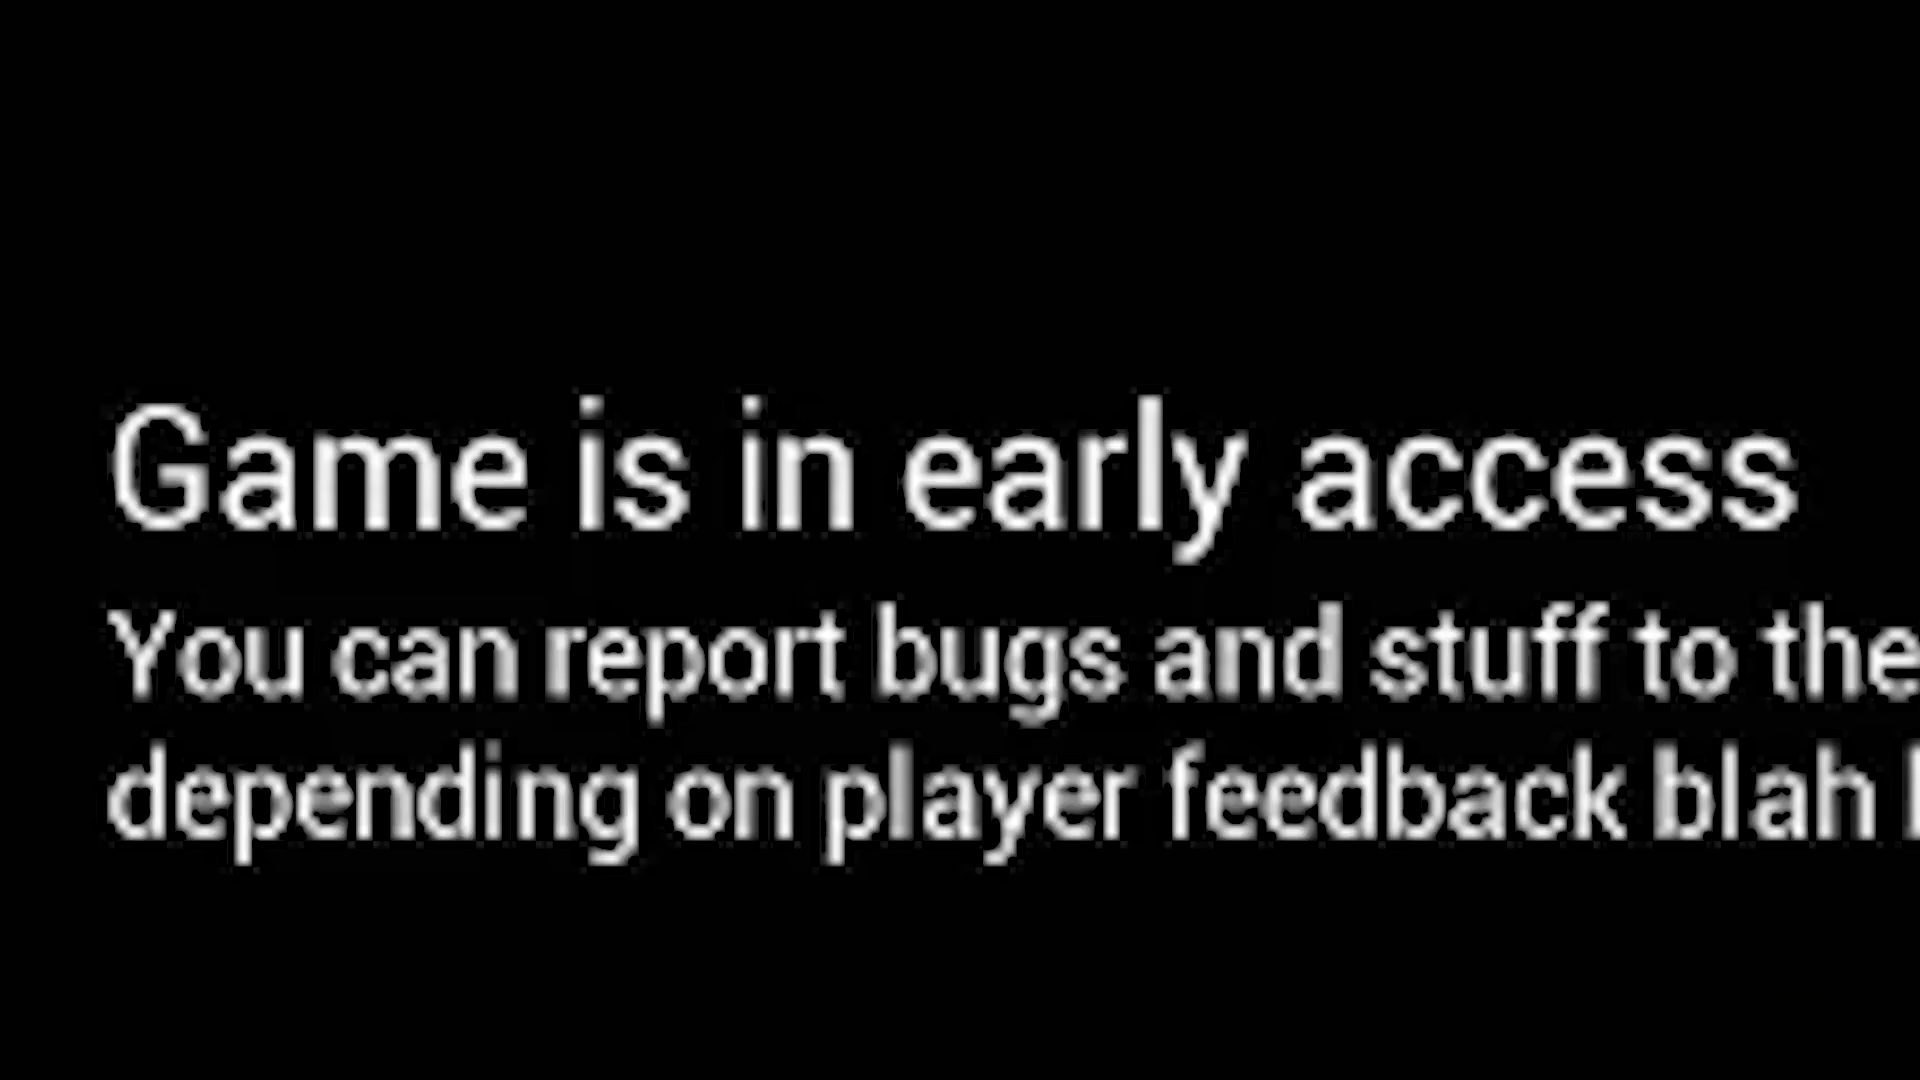 Game is in early access
You can report bugs and stuff to the
depending on player feedback blah